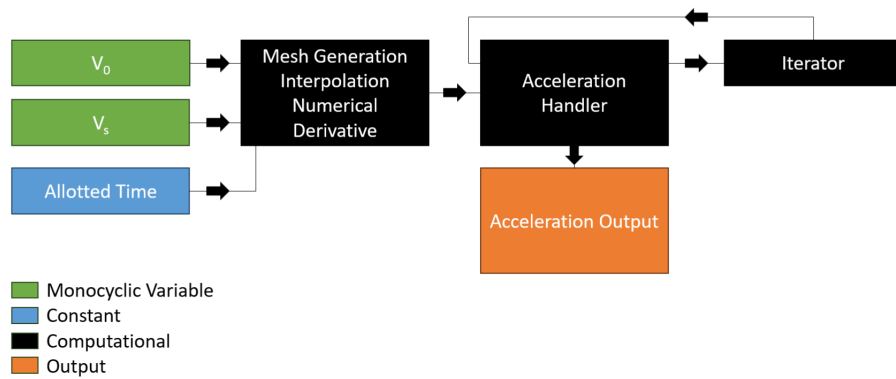 V₀
Vₛ
Allotted Time
Mesh Generation
Interpolation
Numerical
Derivative
Acceleration
Handler
Iterator
Acceleration Output
Monocyclic Variable
Constant
Computational
Output